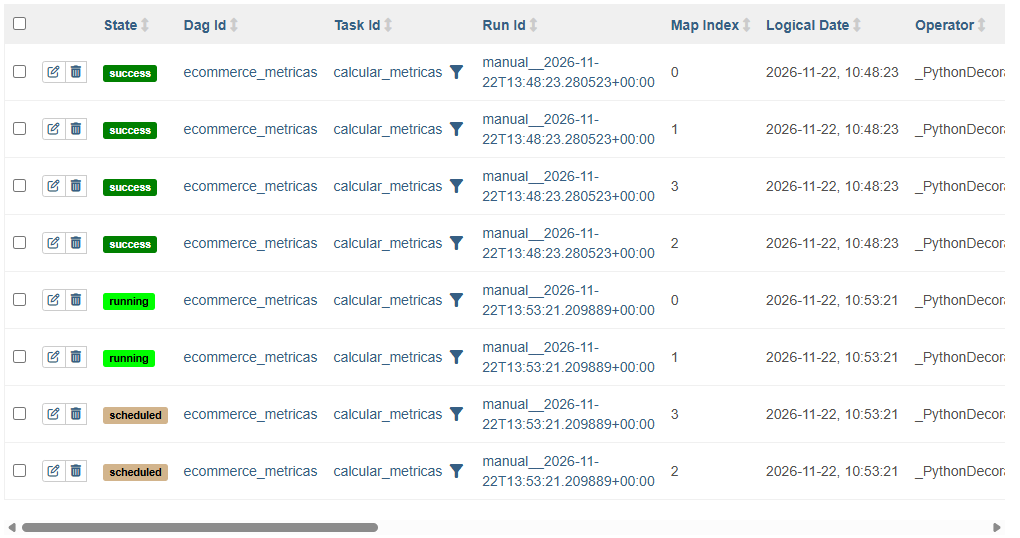 State Dag Id Task Id Run Id Map Index Logical Date Operator
success ecommerce_metricas calcular_metricas manual__2026-11-22T13:48:23.280523+00:00 0 2026-11-22, 10:48:23 _PythonDecora
success ecommerce_metricas calcular_metricas manual__2026-11-22T13:48:23.280523+00:00 1 2026-11-22, 10:48:23 _PythonDecora
success ecommerce_metricas calcular_metricas manual__2026-11-22T13:48:23.280523+00:00 3 2026-11-22, 10:48:23 _PythonDecora
success ecommerce_metricas calcular_metricas manual__2026-11-22T13:48:23.280523+00:00 2 2026-11-22, 10:48:23 _PythonDecora
running ecommerce_metricas calcular_metricas manual__2026-11-22T13:53:21.209889+00:00 0 2026-11-22, 10:53:21 _PythonDecora
running ecommerce_metricas calcular_metricas manual__2026-11-22T13:53:21.209889+00:00 1 2026-11-22, 10:53:21 _PythonDecora
scheduled ecommerce_metricas calcular_metricas manual__2026-11-22T13:53:21.209889+00:00 3 2026-11-22, 10:53:21 _PythonDecora
scheduled ecommerce_metricas calcular_metricas manual__2026-11-22T13:53:21.209889+00:00 2 2026-11-22, 10:53:21 _PythonDecora